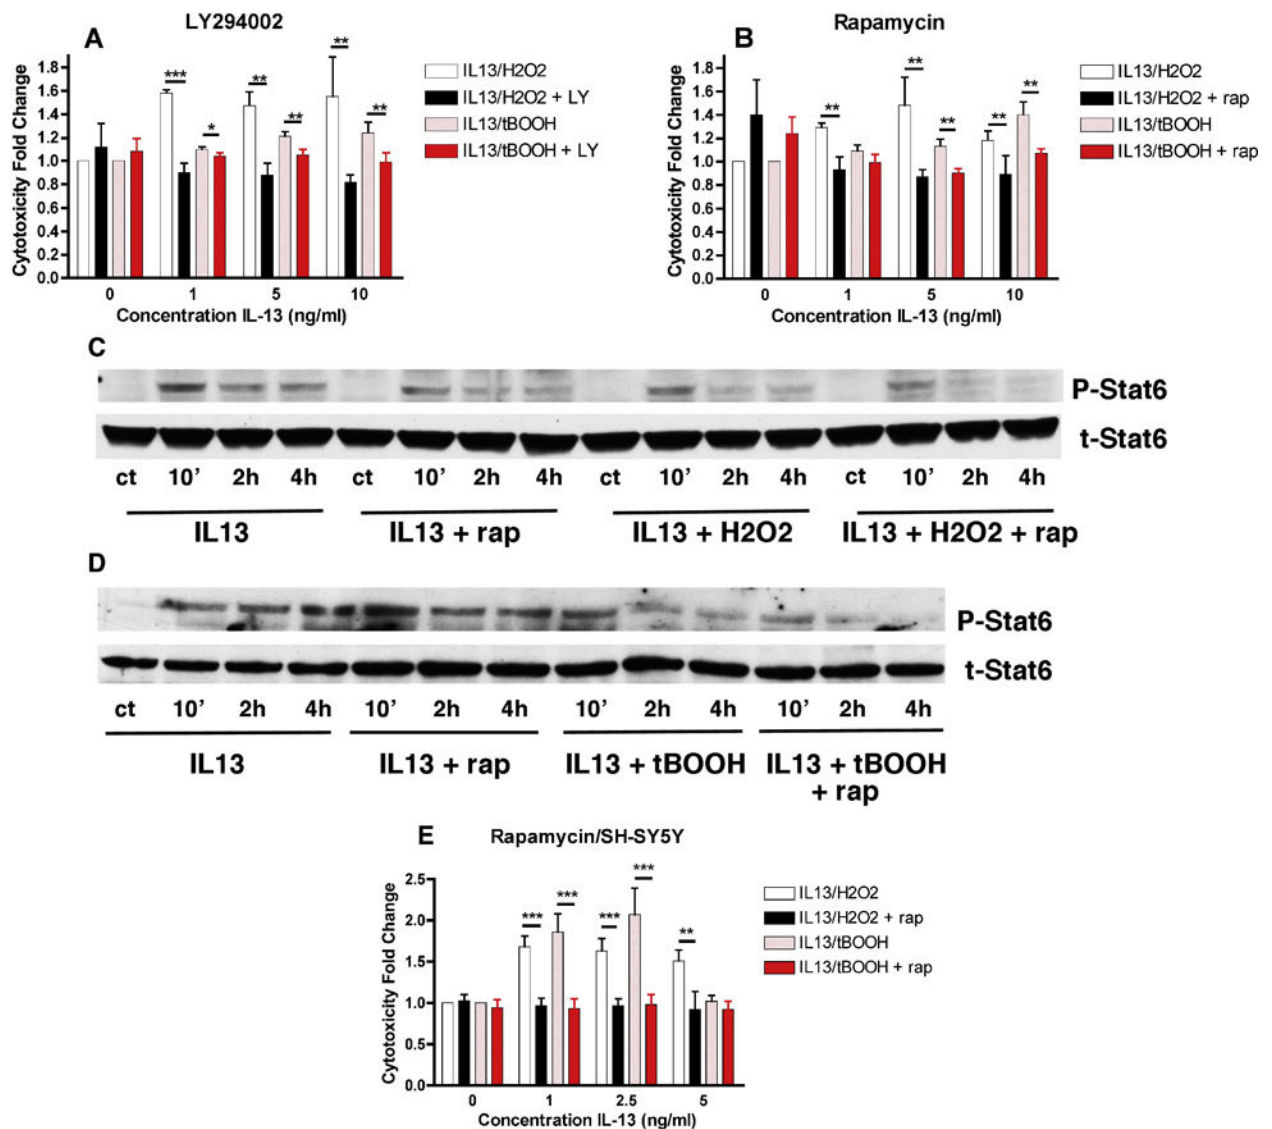 LY294002
A
Cytotoxicity Fold Change
1.8
1.6
1.4
1.2
1.0
0.8
0.6
0.4
0.2
0.0
***
**
**
*
**
**
0 1 5 10
Concentration IL-13 (ng/ml)
IL13/H2O2
IL13/H2O2 + LY
IL13/tBOOH
IL13/tBOOH + LY
Rapamycin
B
Cytotoxicity Fold Change
1.8
1.6
1.4
1.2
1.0
0.8
0.6
0.4
0.2
0.0
**
**
**
**
**
0 1 5 10
Concentration IL-13 (ng/ml)
IL13/H2O2
IL13/H2O2 + rap
IL13/tBOOH
IL13/tBOOH + rap
C
P-Stat6
t-Stat6
ct 10’ 2h 4h ct 10’ 2h 4h ct 10’ 2h 4h ct 10’ 2h 4h
IL13 IL13 + rap IL13 + H2O2 IL13 + H2O2 + rap
D
P-Stat6
t-Stat6
ct 10’ 2h 4h 10’ 2h 4h 10’ 2h 4h 10’ 2h 4h
IL13 IL13 + rap IL13 + tBOOH IL13 + tBOOH
+ rap
E
Rapamycin/SH-SY5Y
Cytotoxicity Fold Change
2.5
2.0
1.5
1.0
0.5
0.0
***
***
***
***
**
0 1 2.5 5
Concentration IL-13 (ng/ml)
IL13/H2O2
IL13/H2O2 + rap
IL13/tBOOH
IL13/tBOOH + rap